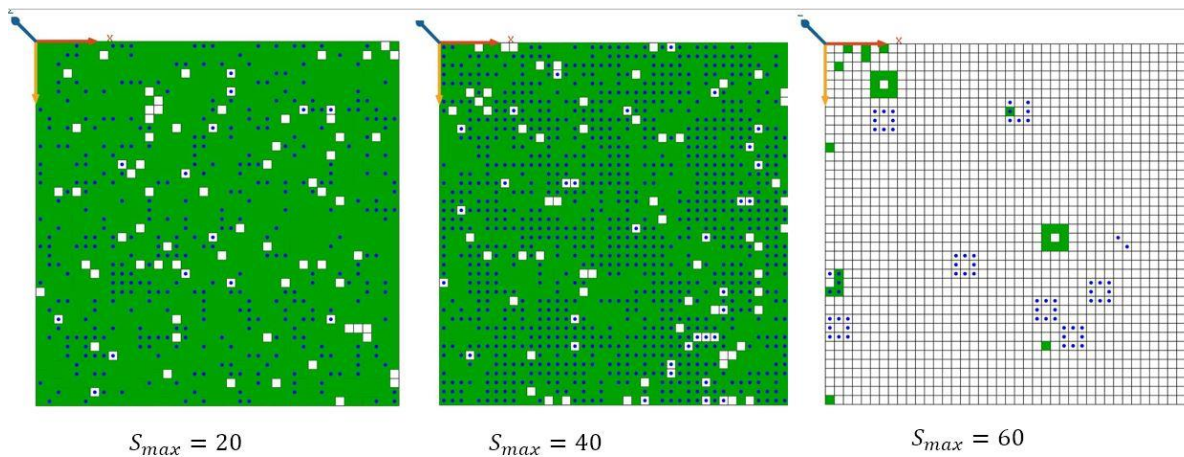 z x x x
S_max = 20 S_max = 40 S_max = 60